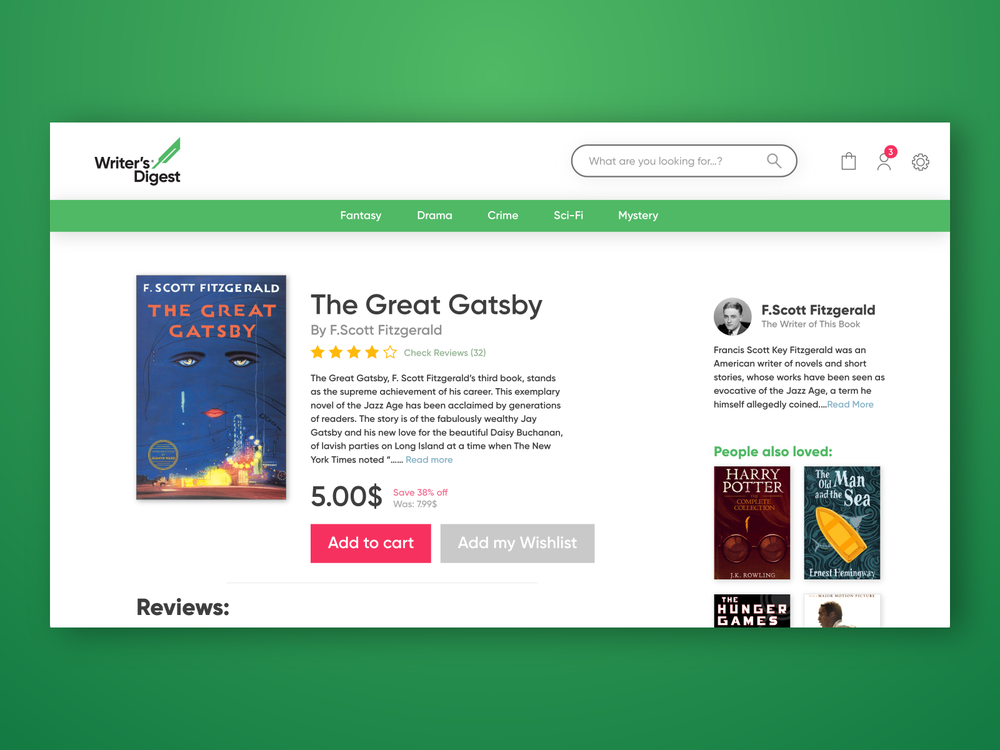 Writer's
Digest
What are you looking for...?
3
Fantasy Drama Crime Sci-Fi Mystery
F. SCOTT FITZGERALD
THE GREAT
GATSBY
The Great Gatsby
By F.Scott Fitzgerald
Check Reviews (32)
The Great Gatsby, F. Scott Fitzgerald's third book, stands
as the supreme achievement of his career. This exemplary
novel of the Jazz Age has been acclaimed by generations
of readers. The story is of the fabulously wealthy Jay
Gatsby and his new love for the beautiful Daisy Buchanan,
of lavish parties on Long Island at a time when The New
York Times noted “...... Read more
5.00$
Save 38% off
Was: 7.99$
Add to cart
Add my Wishlist
Reviews:
F.Scott Fitzgerald
The Writer of This Book
Francis Scott Key Fitzgerald was an
American writer of novels and short
stories, whose works have been seen as
evocative of the Jazz Age, a term he
himself allegedly coined....Read More
People also loved:
HARRY
POTTER
THE
COMPLETE
COLLECTION
J.K. ROWLING
The
Old Man
and the
Sea
Ernest Hemingway
THE
HUNGER
GAMES
MAJOR MOTION PICTURE